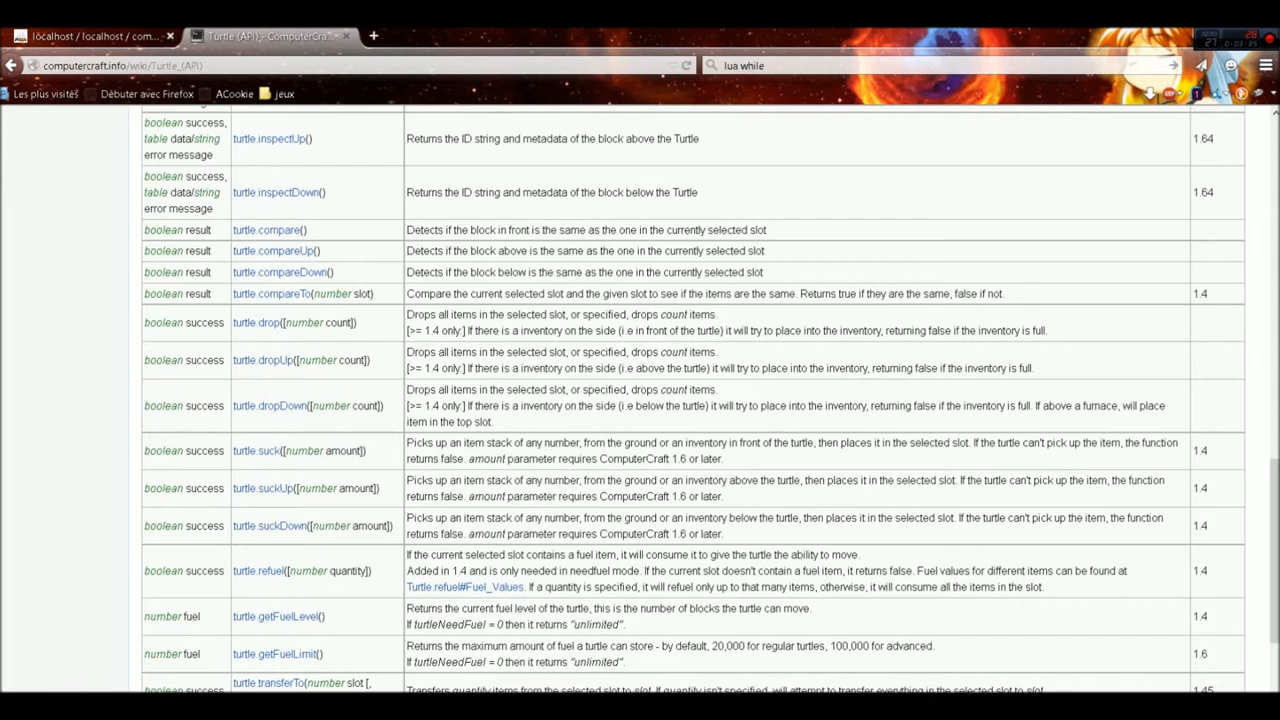 localhost / localhost / com...
Turtle (API) - ComputerCra...
computercraft.info/wiki/Turtle_(API)
lua while
Les plus visités
Débuter avec Firefox
ACookie
jeux
boolean success,
table data/string
error message
turtle.inspectUp()
Returns the ID string and metadata of the block above the Turtle
1.64
boolean success,
table data/string
error message
turtle.inspectDown()
Returns the ID string and metadata of the block below the Turtle
1.64
boolean result
turtle.compare()
Detects if the block in front is the same as the one in the currently selected slot
boolean result
turtle.compareUp()
Detects if the block above is the same as the one in the currently selected slot
boolean result
turtle.compareDown()
Detects if the block below is the same as the one in the currently selected slot
boolean result
turtle.compareTo(number slot)
Compare the current selected slot and the given slot to see if the items are the same. Returns true if they are the same, false if not.
1.4
boolean success
turtle.drop([number count])
Drops all items in the selected slot, or specified, drops count items.
[>= 1.4 only:] If there is a inventory on the side (i.e in front of the turtle) it will try to place into the inventory, returning false if the inventory is full.
boolean success
turtle.dropUp([number count])
Drops all items in the selected slot, or specified, drops count items.
[>= 1.4 only:] If there is a inventory on the side (i.e above the turtle) it will try to place into the inventory, returning false if the inventory is full.
boolean success
turtle.dropDown([number count])
Drops all items in the selected slot, or specified, drops count items.
[>= 1.4 only:] If there is a inventory on the side (i.e below the turtle) it will try to place into the inventory, returning false if the inventory is full. If above a furnace, will place
item in the top slot.
boolean success
turtle.suck([number amount])
Picks up an item stack of any number, from the ground or an inventory in front of the turtle, then places it in the selected slot. If the turtle can't pick up the item, the function
returns false. amount parameter requires ComputerCraft 1.6 or later.
1.4
boolean success
turtle.suckUp([number amount])
Picks up an item stack of any number, from the ground or an inventory above the turtle, then places it in the selected slot. If the turtle can't pick up the item, the function
returns false. amount parameter requires ComputerCraft 1.6 or later.
1.4
boolean success
turtle.suckDown([number amount])
Picks up an item stack of any number, from the ground or an inventory below the turtle, then places it in the selected slot. If the turtle can't pick up the item, the function
returns false. amount parameter requires ComputerCraft 1.6 or later.
1.4
boolean success
turtle.refuel([number quantity])
If the current selected slot contains a fuel item, it will consume it to give the turtle the ability to move.
Added in 1.4 and is only needed in needfuel mode. If the current slot doesn't contain a fuel item, it returns false. Fuel values for different items can be found at
Turtle.refuel#Fuel_Values. If a quantity is specified, it will refuel only up to that many items, otherwise, it will consume all the items in the slot.
1.4
number fuel
turtle.getFuelLevel()
Returns the current fuel level of the turtle, this is the number of blocks the turtle can move.
If turtleNeedFuel = 0 then it returns "unlimited".
1.4
number fuel
turtle.getFuelLimit()
Returns the maximum amount of fuel a turtle can store - by default, 20,000 for regular turtles, 100,000 for advanced.
If turtleNeedFuel = 0 then it returns "unlimited".
1.6
boolean success
turtle.transferTo(number slot [,
Transfers quantity items from the selected slot to slot. If quantity isn't specified, will attempt to transfer everything in the selected slot to slot.
1.45